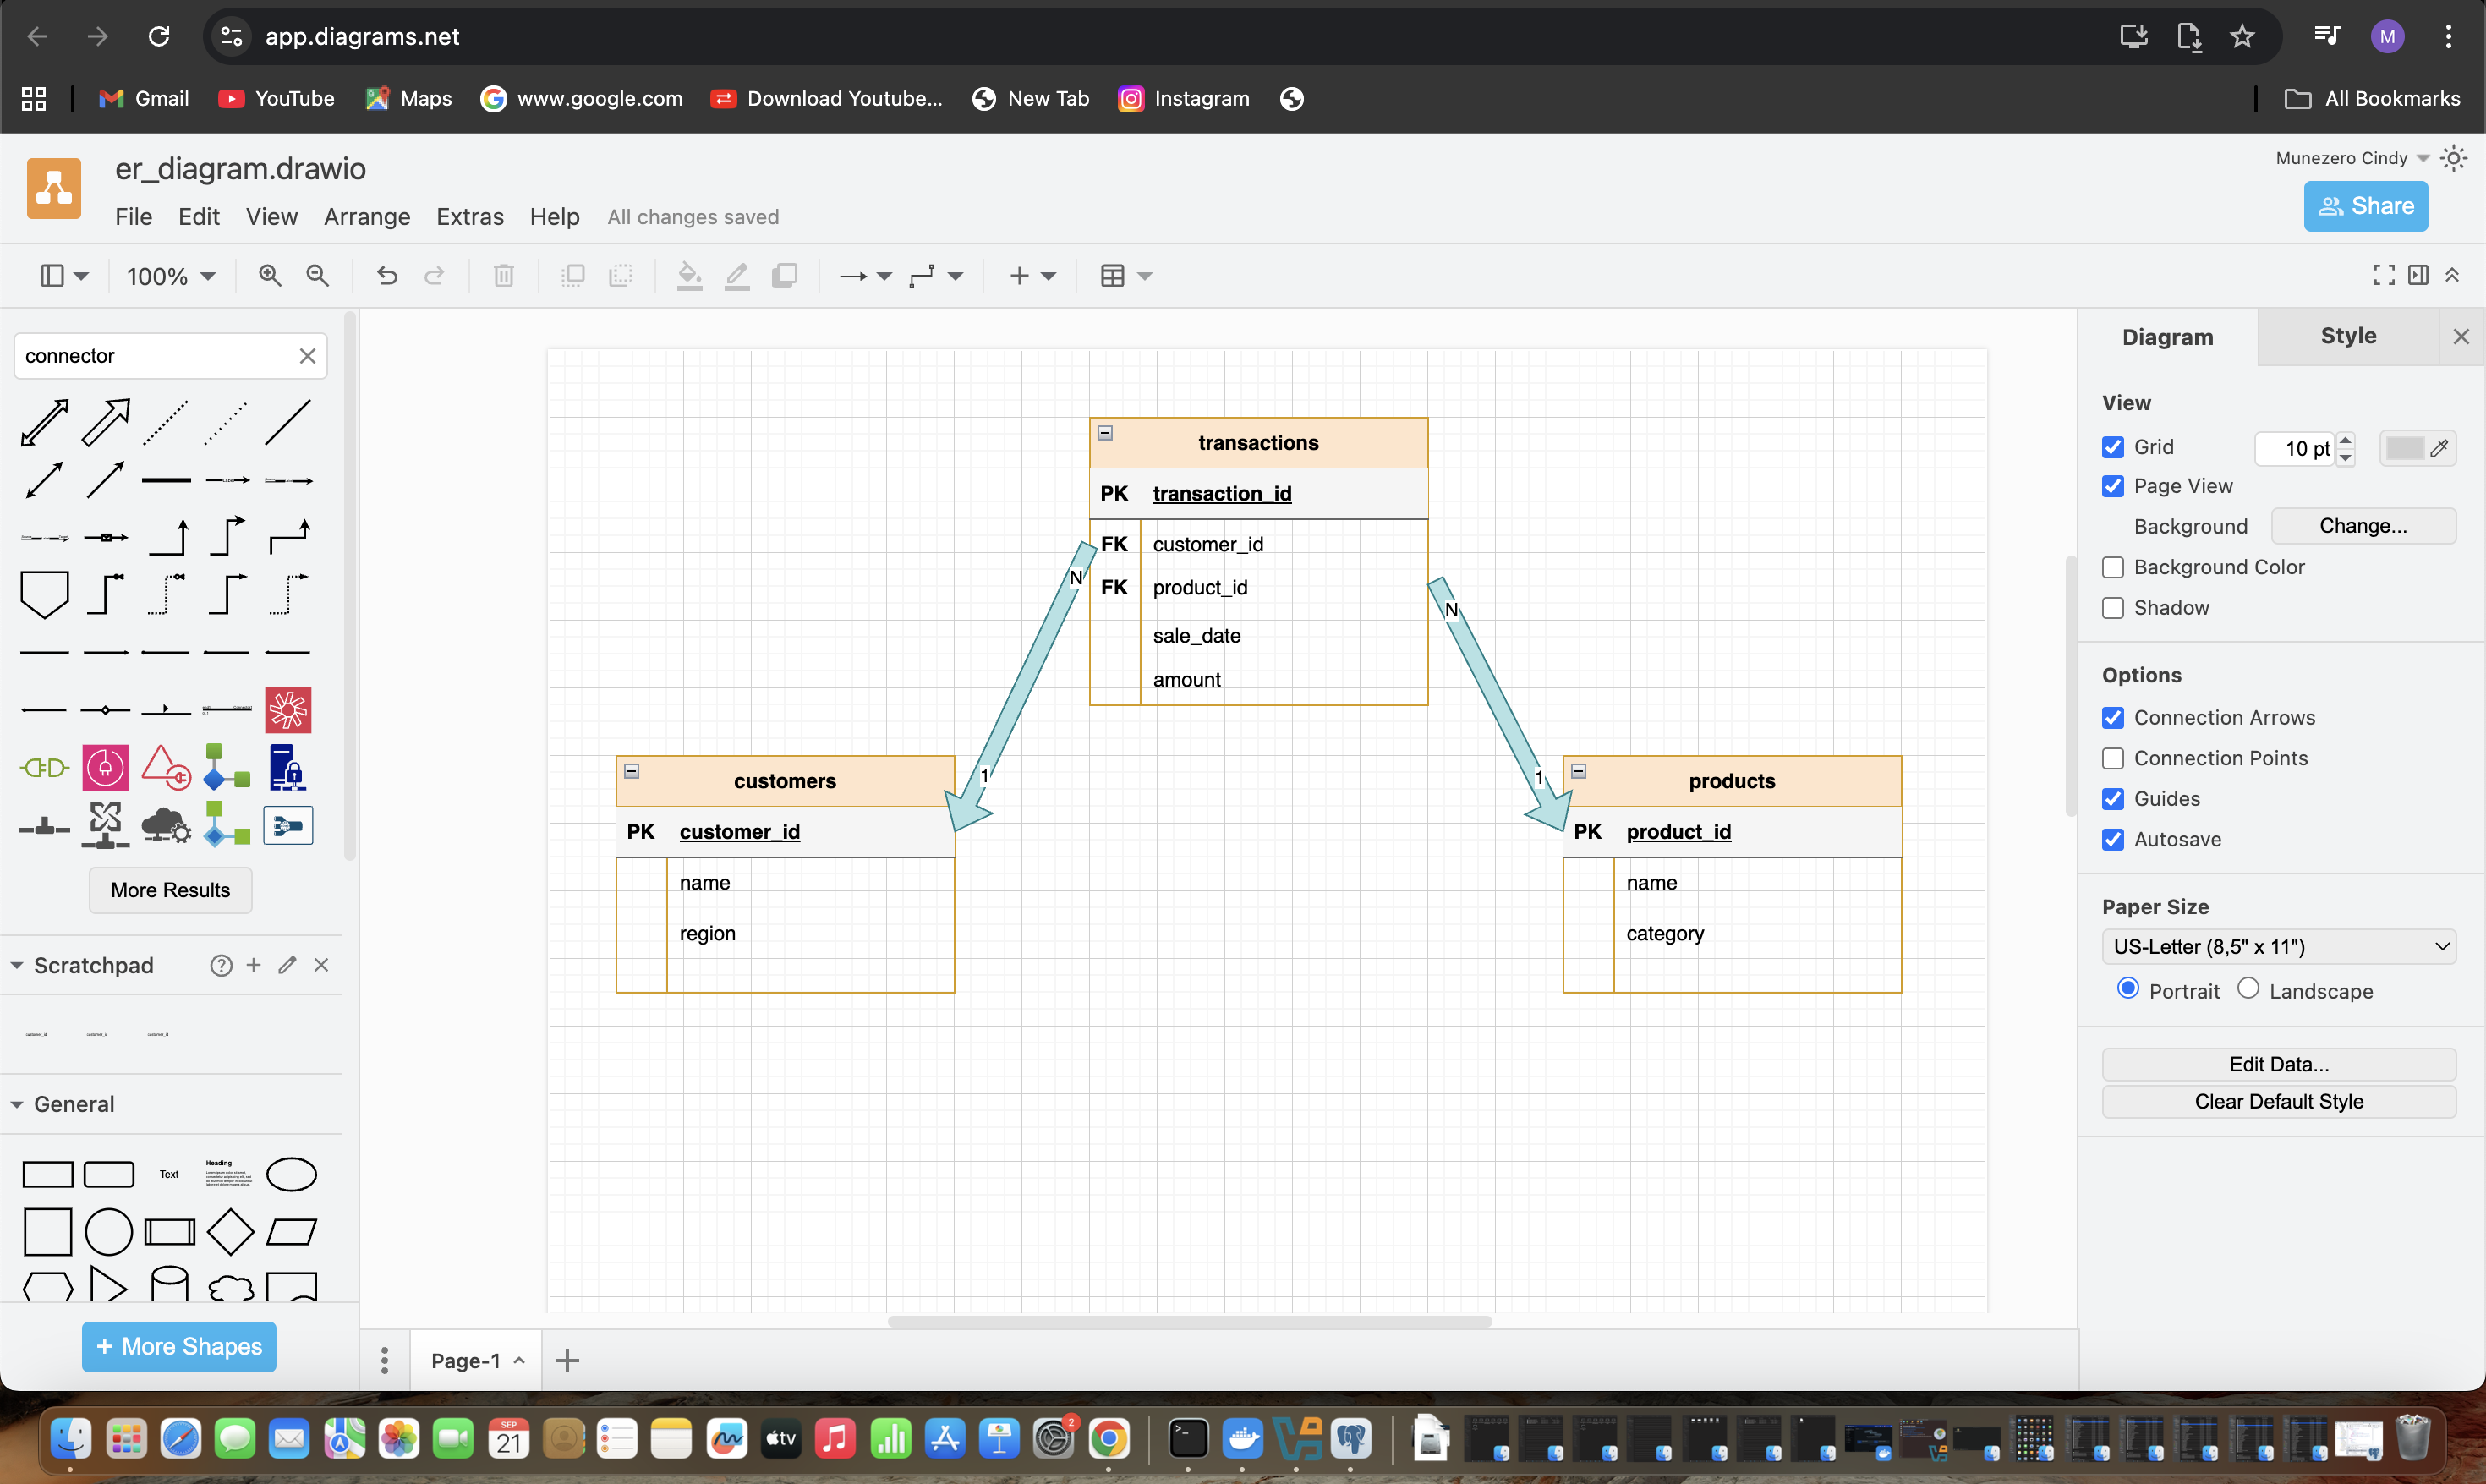 app.diagrams.net
M
Gmail
YouTube
Maps
www.google.com
Download Youtube...
New Tab
Instagram
All Bookmarks
er_diagram.drawio
Munezero Cindy
File Edit View Arrange Extras Help All changes saved
Share
100%
connector
More Results
Scratchpad
General
Text
Heading
+ More Shapes
transactions
PK transaction_id
FK customer_id
FK product_id
sale_date
amount
N
N
1
1
customers
PK customer_id
name
region
products
PK product_id
name
category
Page-1
Diagram
Style
View
Grid
10 pt
Page View
Background
Change...
Background Color
Shadow
Options
Connection Arrows
Connection Points
Guides
Autosave
Paper Size
US-Letter (8,5" x 11")
Portrait
Landscape
Edit Data...
Clear Default Style
SEP
21
tv
2